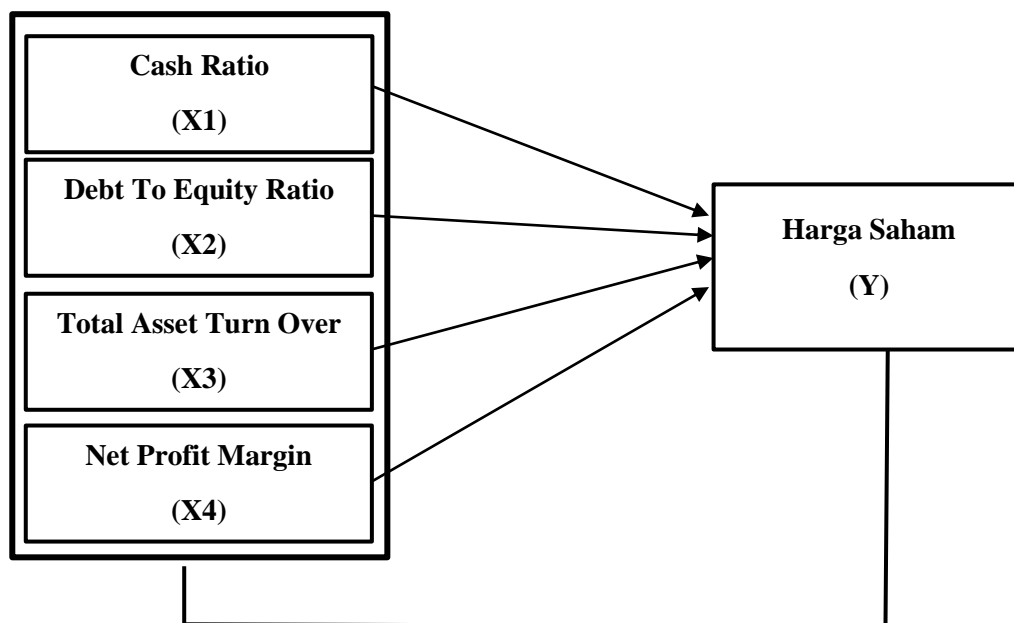 Cash Ratio
(X1)
Debt To Equity Ratio
(X2)
Total Asset Turn Over
(X3)
Net Profit Margin
(X4)
Harga Saham
(Y)